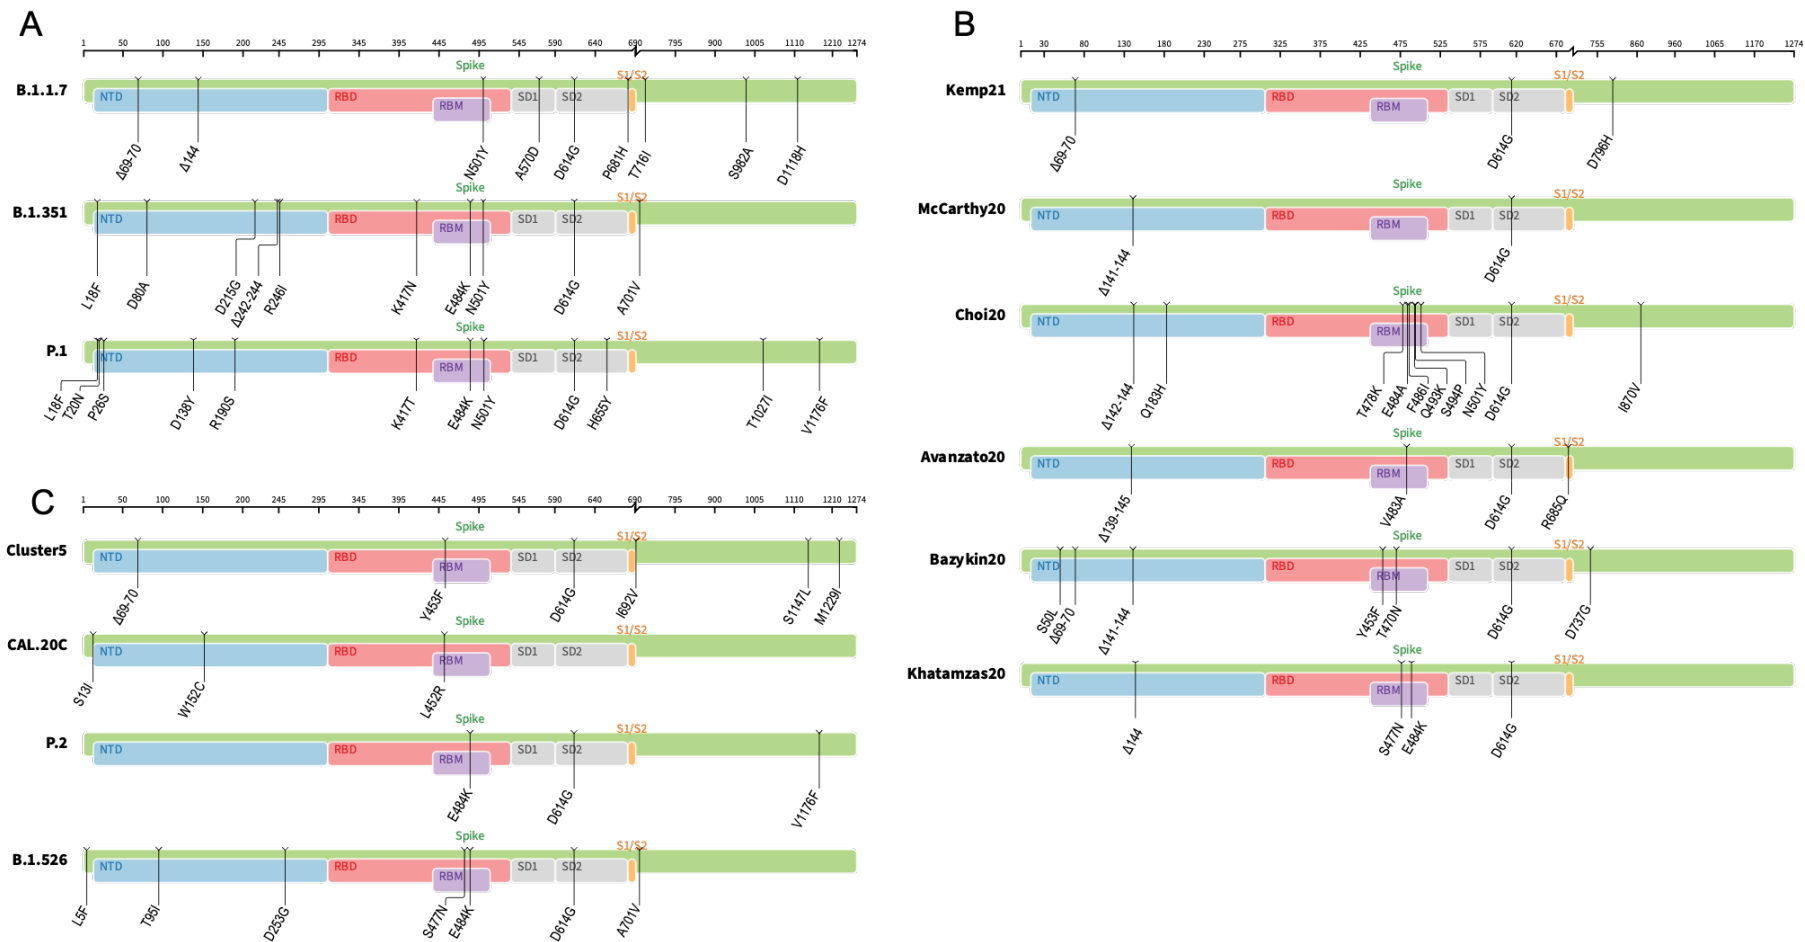 A
1 50 100 150 200 245 295 345 395 445 495 545 590 640 690 795 900 1005 1110 1210 1274
Spike
S1/S2
B.1.1.7
NTD RBD RBM SD1 SD2
Δ69-70 Δ144 N501Y A570D D614G P681H T716I S982A D1118H
Spike
S1/S2
B.1.351
NTD RBD RBM SD1 SD2
L18F D80A D215G Δ242-244 R246I K417N E484K N501Y D614G A701V
Spike
S1/S2
P.1
NTD RBD RBM SD1 SD2
L18F T20N P26S D138Y R190S K417T E484K N501Y D614G H655Y T1027I V1176F
B
1 30 80 130 180 230 275 325 375 425 475 525 575 620 670 755 860 960 1065 1170 1274
Spike
S1/S2
Kemp21
NTD RBD RBM SD1 SD2
Δ69-70 D614G D796H
Spike
S1/S2
McCarthy20
NTD RBD RBM SD1 SD2
Δ141-144 D614G
Spike
S1/S2
Choi20
NTD RBD RBM SD1 SD2
Δ142-144 Q183H T478K E484A F486I Q493K S494P N501Y D614G I870V
Spike
S1/S2
Avanzato20
NTD RBD RBM SD1 SD2
Δ139-145 V483A D614G R685Q
Spike
S1/S2
Bazykin20
NTD RBD RBM SD1 SD2
S50L Δ69-70 Δ141-144 Y453F T470N D614G D737G
Spike
S1/S2
Khatamzas20
NTD RBD RBM SD1 SD2
Δ144 S477N E484K D614G
C
1 50 100 150 200 245 295 345 395 445 495 545 590 640 690 795 900 1005 1110 1210 1274
Spike
S1/S2
Cluster5
NTD RBD RBM SD1 SD2
Δ69-70 Y453F D614G I692V S1147L M1229I
Spike
S1/S2
CAL.20C
NTD RBD RBM SD1 SD2
S13I W152C L452R
Spike
S1/S2
P.2
NTD RBD RBM SD1 SD2
E484K D614G V1176F
Spike
S1/S2
B.1.526
NTD RBD RBM SD1 SD2
L5F T95I D253G S477N E484K D614G A701V